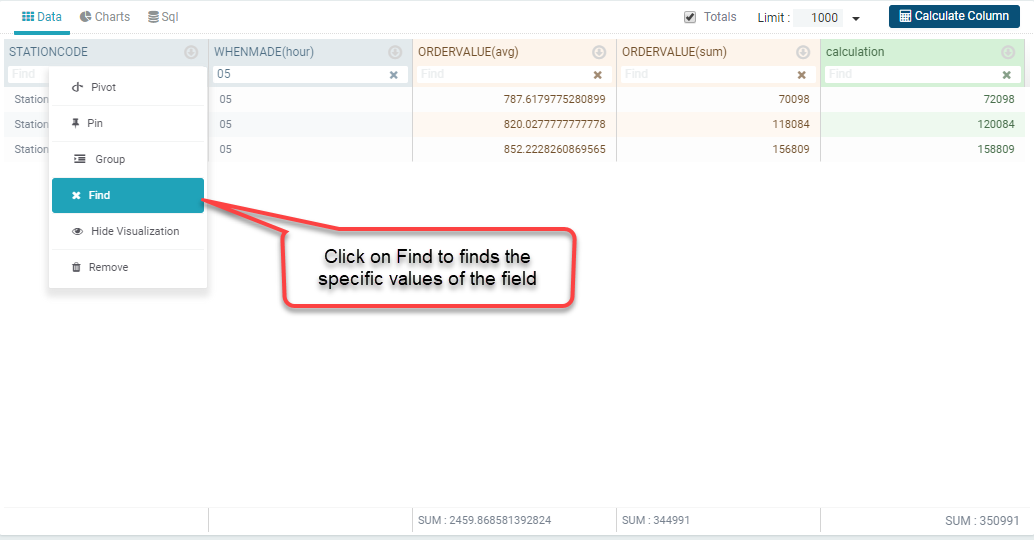 Data Charts Sql Totals Limit : 1000 Calculate Column
STATIONCODE WHENMADE(hour) ORDERVALUE(avg) ORDERVALUE(sum) calculation
Find 05 Find Find Find
Station 05 787.6179775280899 70098 72098
Station 05 820.0277777777778 118084 120084
Station 05 852.2228260869565 156809 158809
Pivot
Pin
Group
Find
Hide Visualization
Remove
Click on Find to finds the
specific values of the field
SUM : 2459.868581392824 SUM : 344991 SUM : 350991